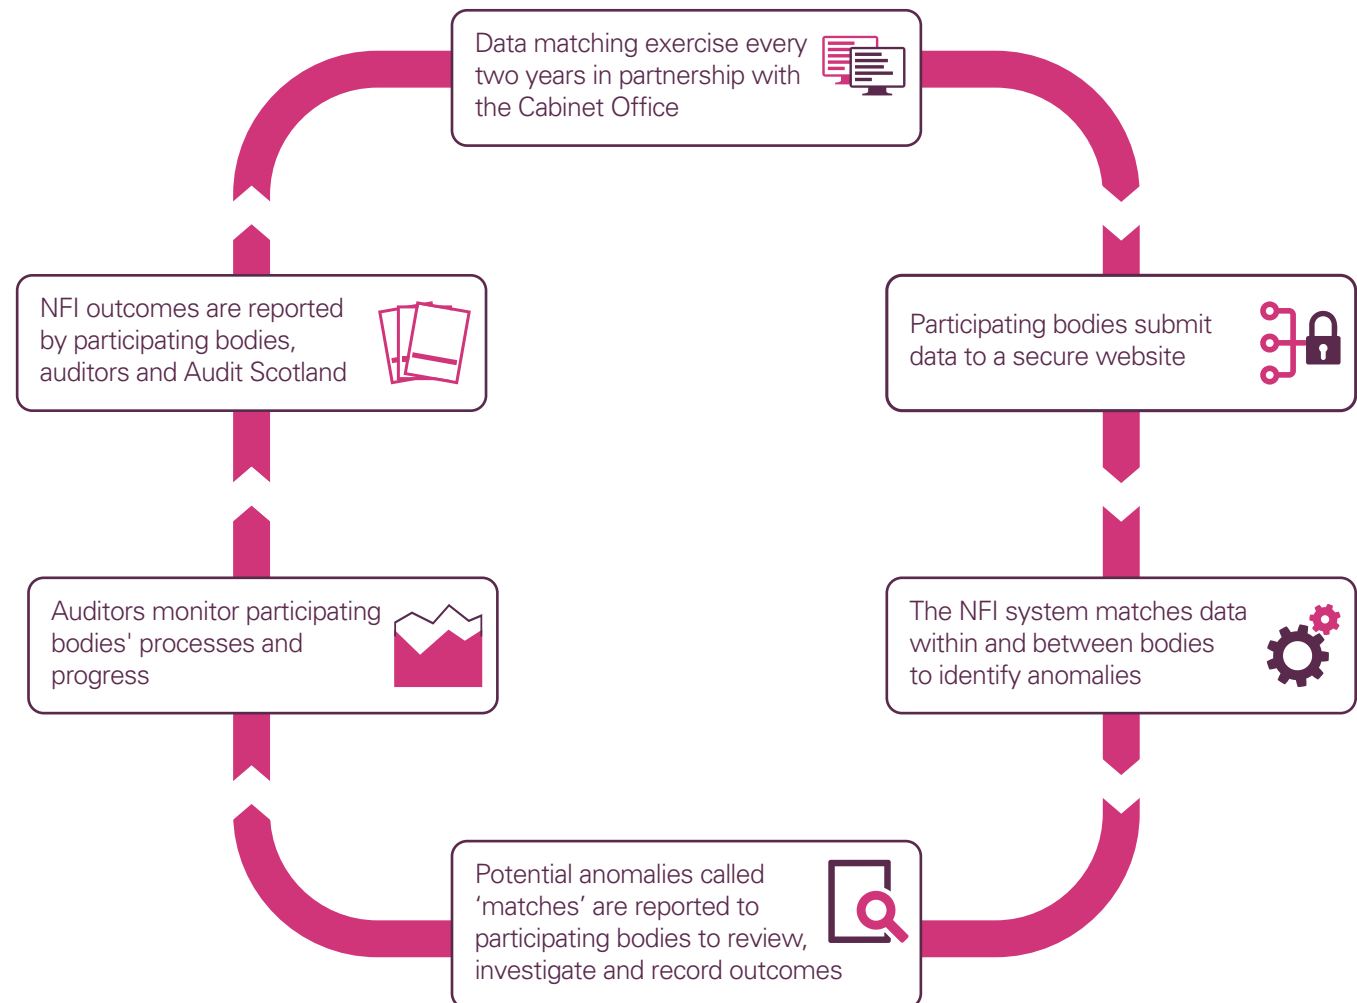 Data matching exercise every
two years in partnership with
the Cabinet Office
Participating bodies submit
data to a secure website
The NFI system matches data
within and between bodies
to identify anomalies
Potential anomalies called
‘matches’ are reported to
participating bodies to review,
investigate and record outcomes
Auditors monitor participating
bodies' processes and
progress
NFI outcomes are reported
by participating bodies,
auditors and Audit Scotland